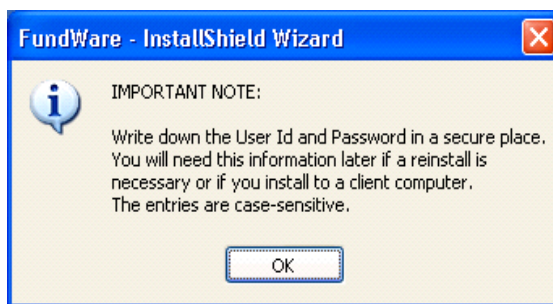 FundWare - InstallShield Wizard
IMPORTANT NOTE:
Write down the User Id and Password in a secure place.
You will need this information later if a reinstall is
necessary or if you install to a client computer.
The entries are case-sensitive.
OK